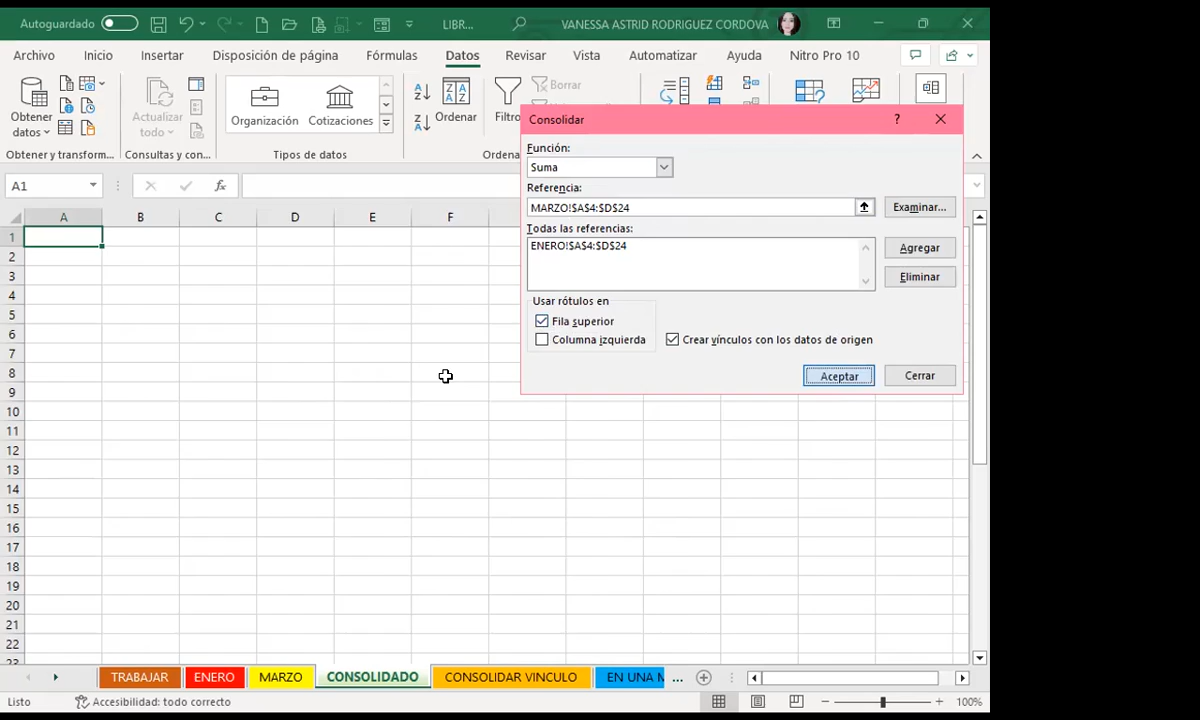 Autoguardado
LIBR...
VANESSA ASTRID RODRIGUEZ CORDOVA
Archivo Inicio Insertar Disposición de página Fórmulas Datos Revisar Vista Automatizar Ayuda Nitro Pro 10
Obtener datos
Actualizar todo
Organización
Cotizaciones
Ordenar
Filtro
Borrar
Obtener y transform...
Consultas y con...
Tipos de datos
Ordena
Consolidar
?
Función:
Suma
Referencia:
MARZO!$A$4:$D$24
Examinar...
Todas las referencias:
ENERO!$A$4:$D$24
Agregar
Eliminar
Usar rótulos en
Fila superior
Columna izquierda
Crear vínculos con los datos de origen
Aceptar
Cerrar
A1
fx
A B C D E F
1
2
3
4
5
6
7
8
9
10
11
12
13
14
15
16
17
18
19
20
21
22
23
TRABAJAR ENERO MARZO CONSOLIDADO CONSOLIDAR VINCULO EN UNA M ...
Listo
Accesibilidad: todo correcto
100%